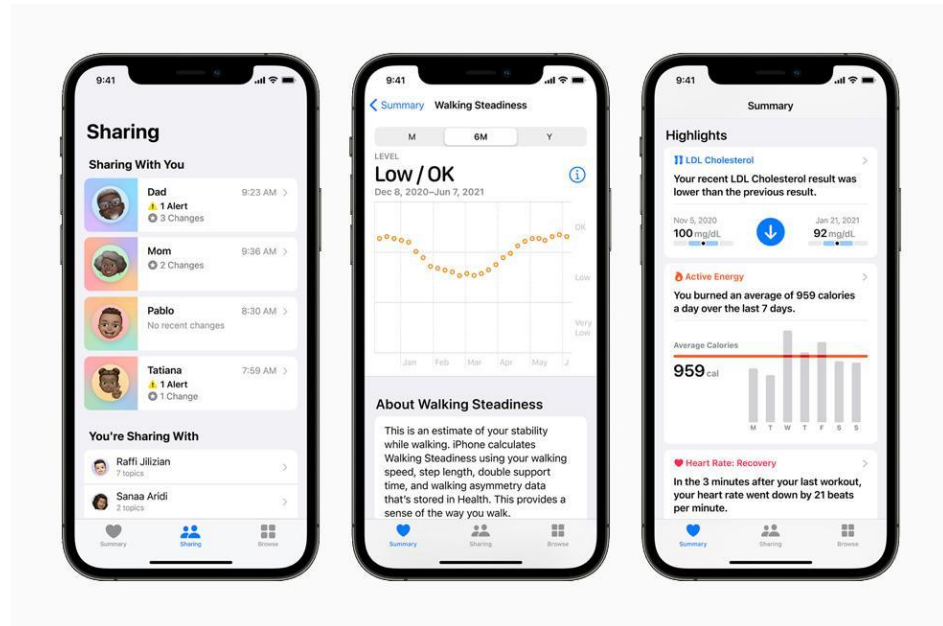 9:41
Sharing
Sharing With You
Dad 9:23 AM
1 Alert
3 Changes
Mom 9:36 AM
2 Changes
Pablo 8:30 AM
No recent changes
Tatiana 7:59 AM
1 Alert
1 Change
You're Sharing With
Raffi Jilizian
7 topics
Sanaa Aridi
2 topics
Summary Sharing Browse
9:41
Summary Walking Steadiness
M 6M Y
LEVEL
Low / OK
Dec 8, 2020–Jun 7, 2021
OK
Low
Very
Low
Jan Feb Mar Apr May J
About Walking Steadiness
This is an estimate of your stability
while walking. iPhone calculates
Walking Steadiness using your walking
speed, step length, double support
time, and walking asymmetry data
that's stored in Health. This provides a
sense of the way you walk.
Summary Sharing Browse
9:41
Summary
Highlights
LDL Cholesterol
Your recent LDL Cholesterol result was
lower than the previous result.
Nov 5, 2020 Jan 21, 2021
100 mg/dL 92 mg/dL
Active Energy
You burned an average of 959 calories
a day over the last 7 days.
Average Calories
959 cal
M T W T F S S
Heart Rate: Recovery
In the 3 minutes after your last workout,
your heart rate went down by 21 beats
per minute.
Summary Sharing Browse